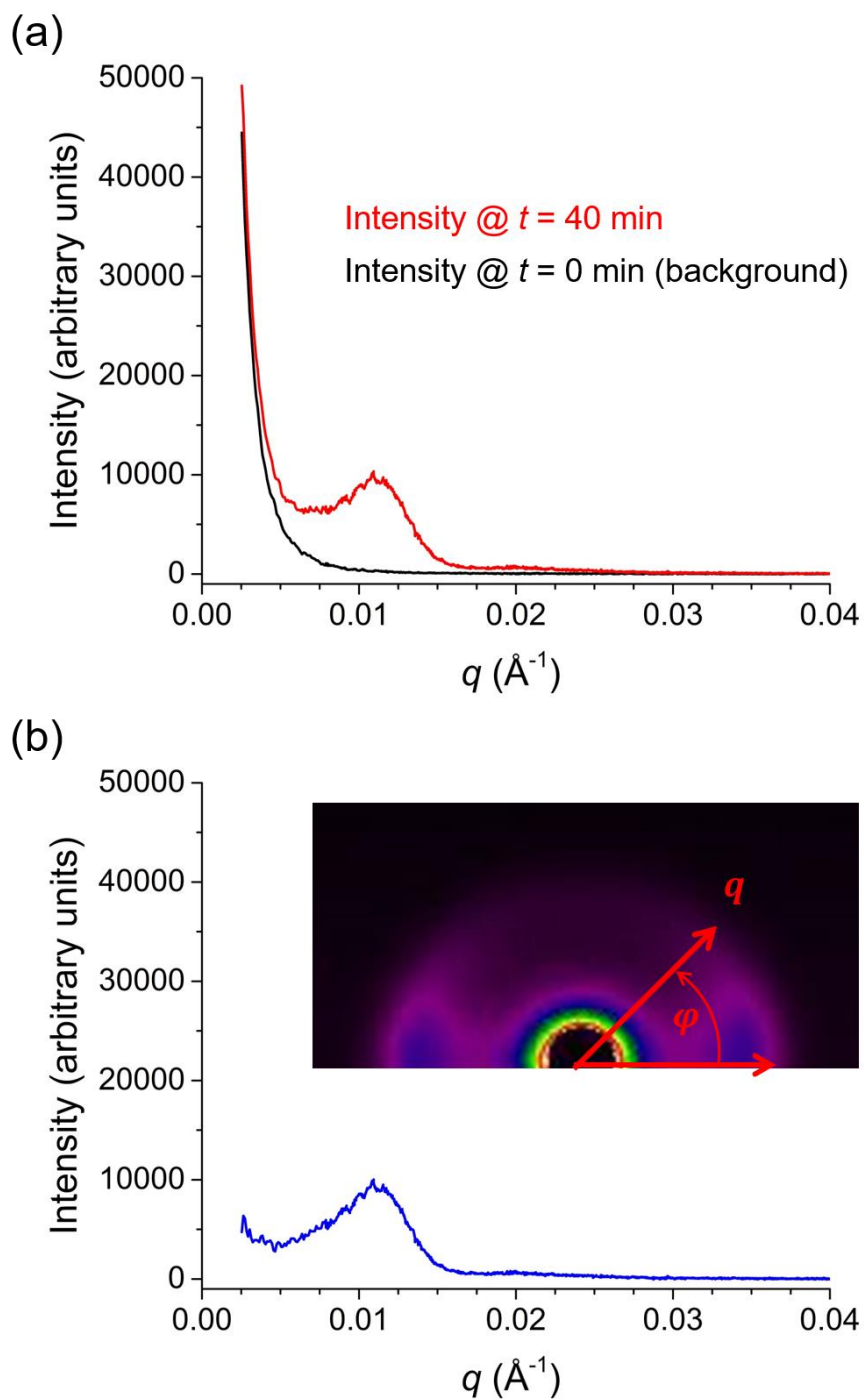 (a)
50000
40000
30000
20000
10000
0
Intensity (arbitrary units)
Intensity @ t = 40 min
Intensity @ t = 0 min (background)
0.00 0.01 0.02 0.03 0.04
q (Å⁻¹)
(b)
50000
40000
30000
20000
10000
0
Intensity (arbitrary units)
q
φ
0.00 0.01 0.02 0.03 0.04
q (Å⁻¹)